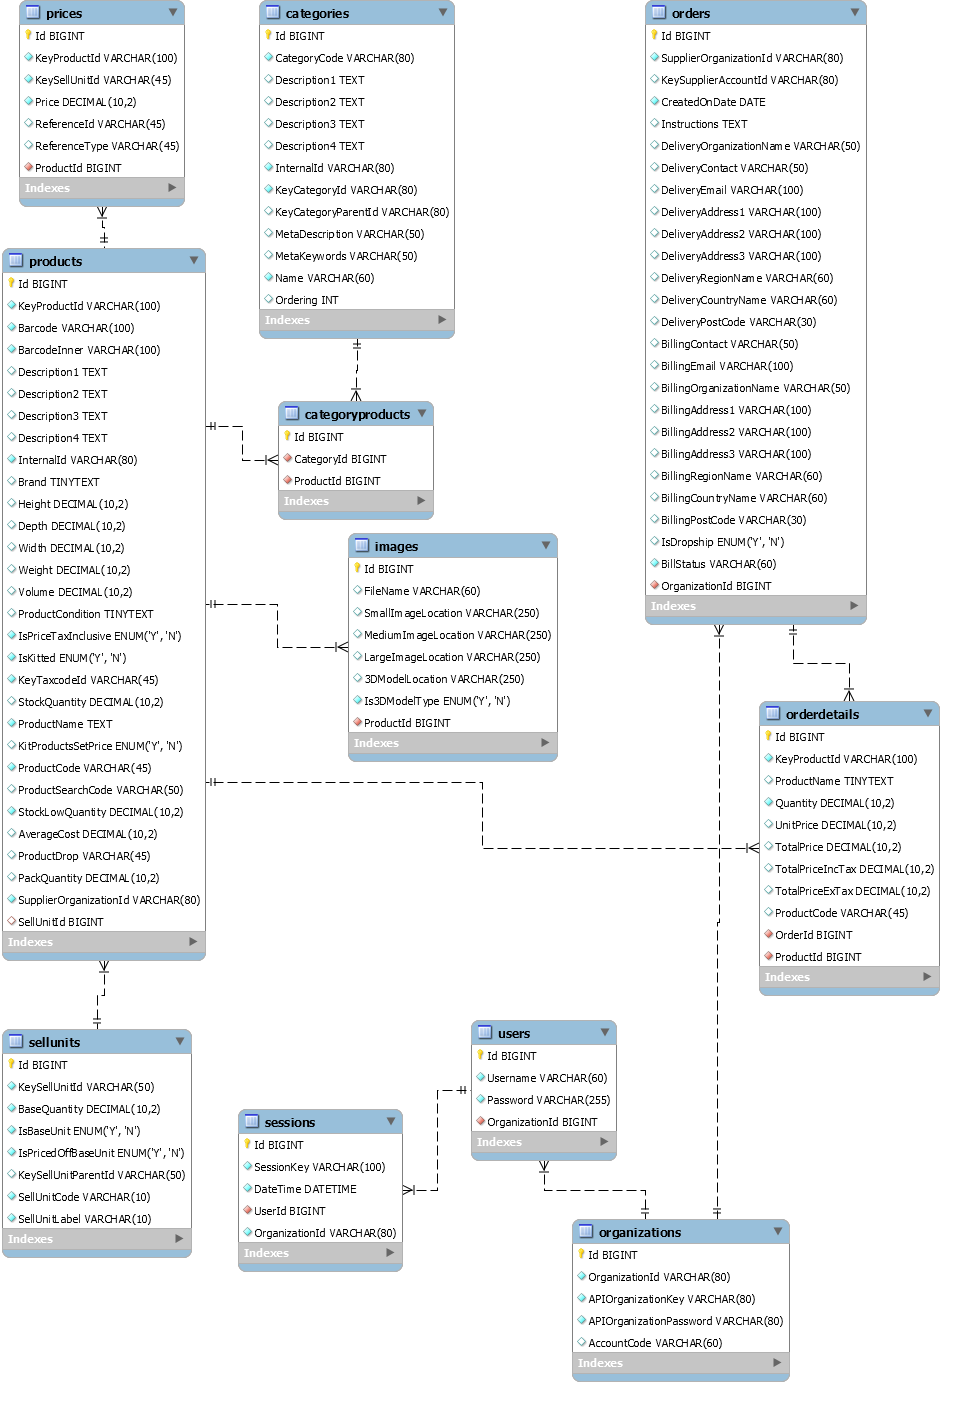 prices
Id BIGINT
KeyProductId VARCHAR(100)
KeySellUnitId VARCHAR(45)
Price DECIMAL(10,2)
ReferenceId VARCHAR(45)
ReferenceType VARCHAR(45)
ProductId BIGINT
Indexes
categories
Id BIGINT
CategoryCode VARCHAR(80)
Description1 TEXT
Description2 TEXT
Description3 TEXT
Description4 TEXT
InternalId VARCHAR(80)
KeyCategoryId VARCHAR(80)
KeyCategoryParentId VARCHAR(80)
MetaDescription VARCHAR(50)
MetaKeywords VARCHAR(50)
Name VARCHAR(60)
Ordering INT
Indexes
orders
Id BIGINT
SupplierOrganizationId VARCHAR(80)
KeySupplierAccountId VARCHAR(80)
CreatedOnDate DATE
Instructions TEXT
DeliveryOrganizationName VARCHAR(50)
DeliveryContact VARCHAR(50)
DeliveryEmail VARCHAR(100)
DeliveryAddress1 VARCHAR(100)
DeliveryAddress2 VARCHAR(100)
DeliveryAddress3 VARCHAR(100)
DeliveryRegionName VARCHAR(60)
DeliveryCountryName VARCHAR(60)
DeliveryPostCode VARCHAR(30)
BillingContact VARCHAR(50)
BillingEmail VARCHAR(100)
BillingOrganizationName VARCHAR(50)
BillingAddress1 VARCHAR(100)
BillingAddress2 VARCHAR(100)
BillingAddress3 VARCHAR(100)
BillingRegionName VARCHAR(60)
BillingCountryName VARCHAR(60)
BillingPostCode VARCHAR(30)
IsDropship ENUM('Y', 'N')
BillStatus VARCHAR(60)
OrganizationId BIGINT
Indexes
products
Id BIGINT
KeyProductId VARCHAR(100)
Barcode VARCHAR(100)
BarcodeInner VARCHAR(100)
Description1 TEXT
Description2 TEXT
Description3 TEXT
Description4 TEXT
InternalId VARCHAR(80)
Brand TINYTEXT
Height DECIMAL(10,2)
Depth DECIMAL(10,2)
Width DECIMAL(10,2)
Weight DECIMAL(10,2)
Volume DECIMAL(10,2)
ProductCondition TINYTEXT
IsPriceTaxInclusive ENUM('Y', 'N')
IsKitted ENUM('Y', 'N')
KeyTaxcodeId VARCHAR(45)
StockQuantity DECIMAL(10,2)
ProductName TEXT
KitProductsSetPrice ENUM('Y', 'N')
ProductCode VARCHAR(45)
ProductSearchCode VARCHAR(50)
StockLowQuantity DECIMAL(10,2)
AverageCost DECIMAL(10,2)
ProductDrop VARCHAR(45)
PackQuantity DECIMAL(10,2)
SupplierOrganizationId VARCHAR(80)
SellUnitId BIGINT
Indexes
categoryproducts
Id BIGINT
CategoryId BIGINT
ProductId BIGINT
Indexes
images
Id BIGINT
FileName VARCHAR(60)
SmallImageLocation VARCHAR(250)
MediumImageLocation VARCHAR(250)
LargeImageLocation VARCHAR(250)
3DModelLocation VARCHAR(250)
Is3DModelType ENUM('Y', 'N')
ProductId BIGINT
Indexes
orderdetails
Id BIGINT
KeyProductId VARCHAR(100)
ProductName TINYTEXT
Quantity DECIMAL(10,2)
UnitPrice DECIMAL(10,2)
TotalPrice DECIMAL(10,2)
TotalPriceIncTax DECIMAL(10,2)
TotalPriceExTax DECIMAL(10,2)
ProductCode VARCHAR(45)
OrderId BIGINT
ProductId BIGINT
Indexes
sellunits
Id BIGINT
KeySellUnitId VARCHAR(50)
BaseQuantity DECIMAL(10,2)
IsBaseUnit ENUM('Y', 'N')
IsPricedOffBaseUnit ENUM('Y', 'N')
KeySellUnitParentId VARCHAR(50)
SellUnitCode VARCHAR(10)
SellUnitLabel VARCHAR(10)
Indexes
users
Id BIGINT
Username VARCHAR(60)
Password VARCHAR(255)
OrganizationId BIGINT
Indexes
sessions
Id BIGINT
SessionKey VARCHAR(100)
DateTime DATETIME
UserId BIGINT
OrganizationId VARCHAR(80)
Indexes
organizations
Id BIGINT
OrganizationId VARCHAR(80)
APIOrganizationKey VARCHAR(80)
APIOrganizationPassword VARCHAR(80)
AccountCode VARCHAR(60)
Indexes